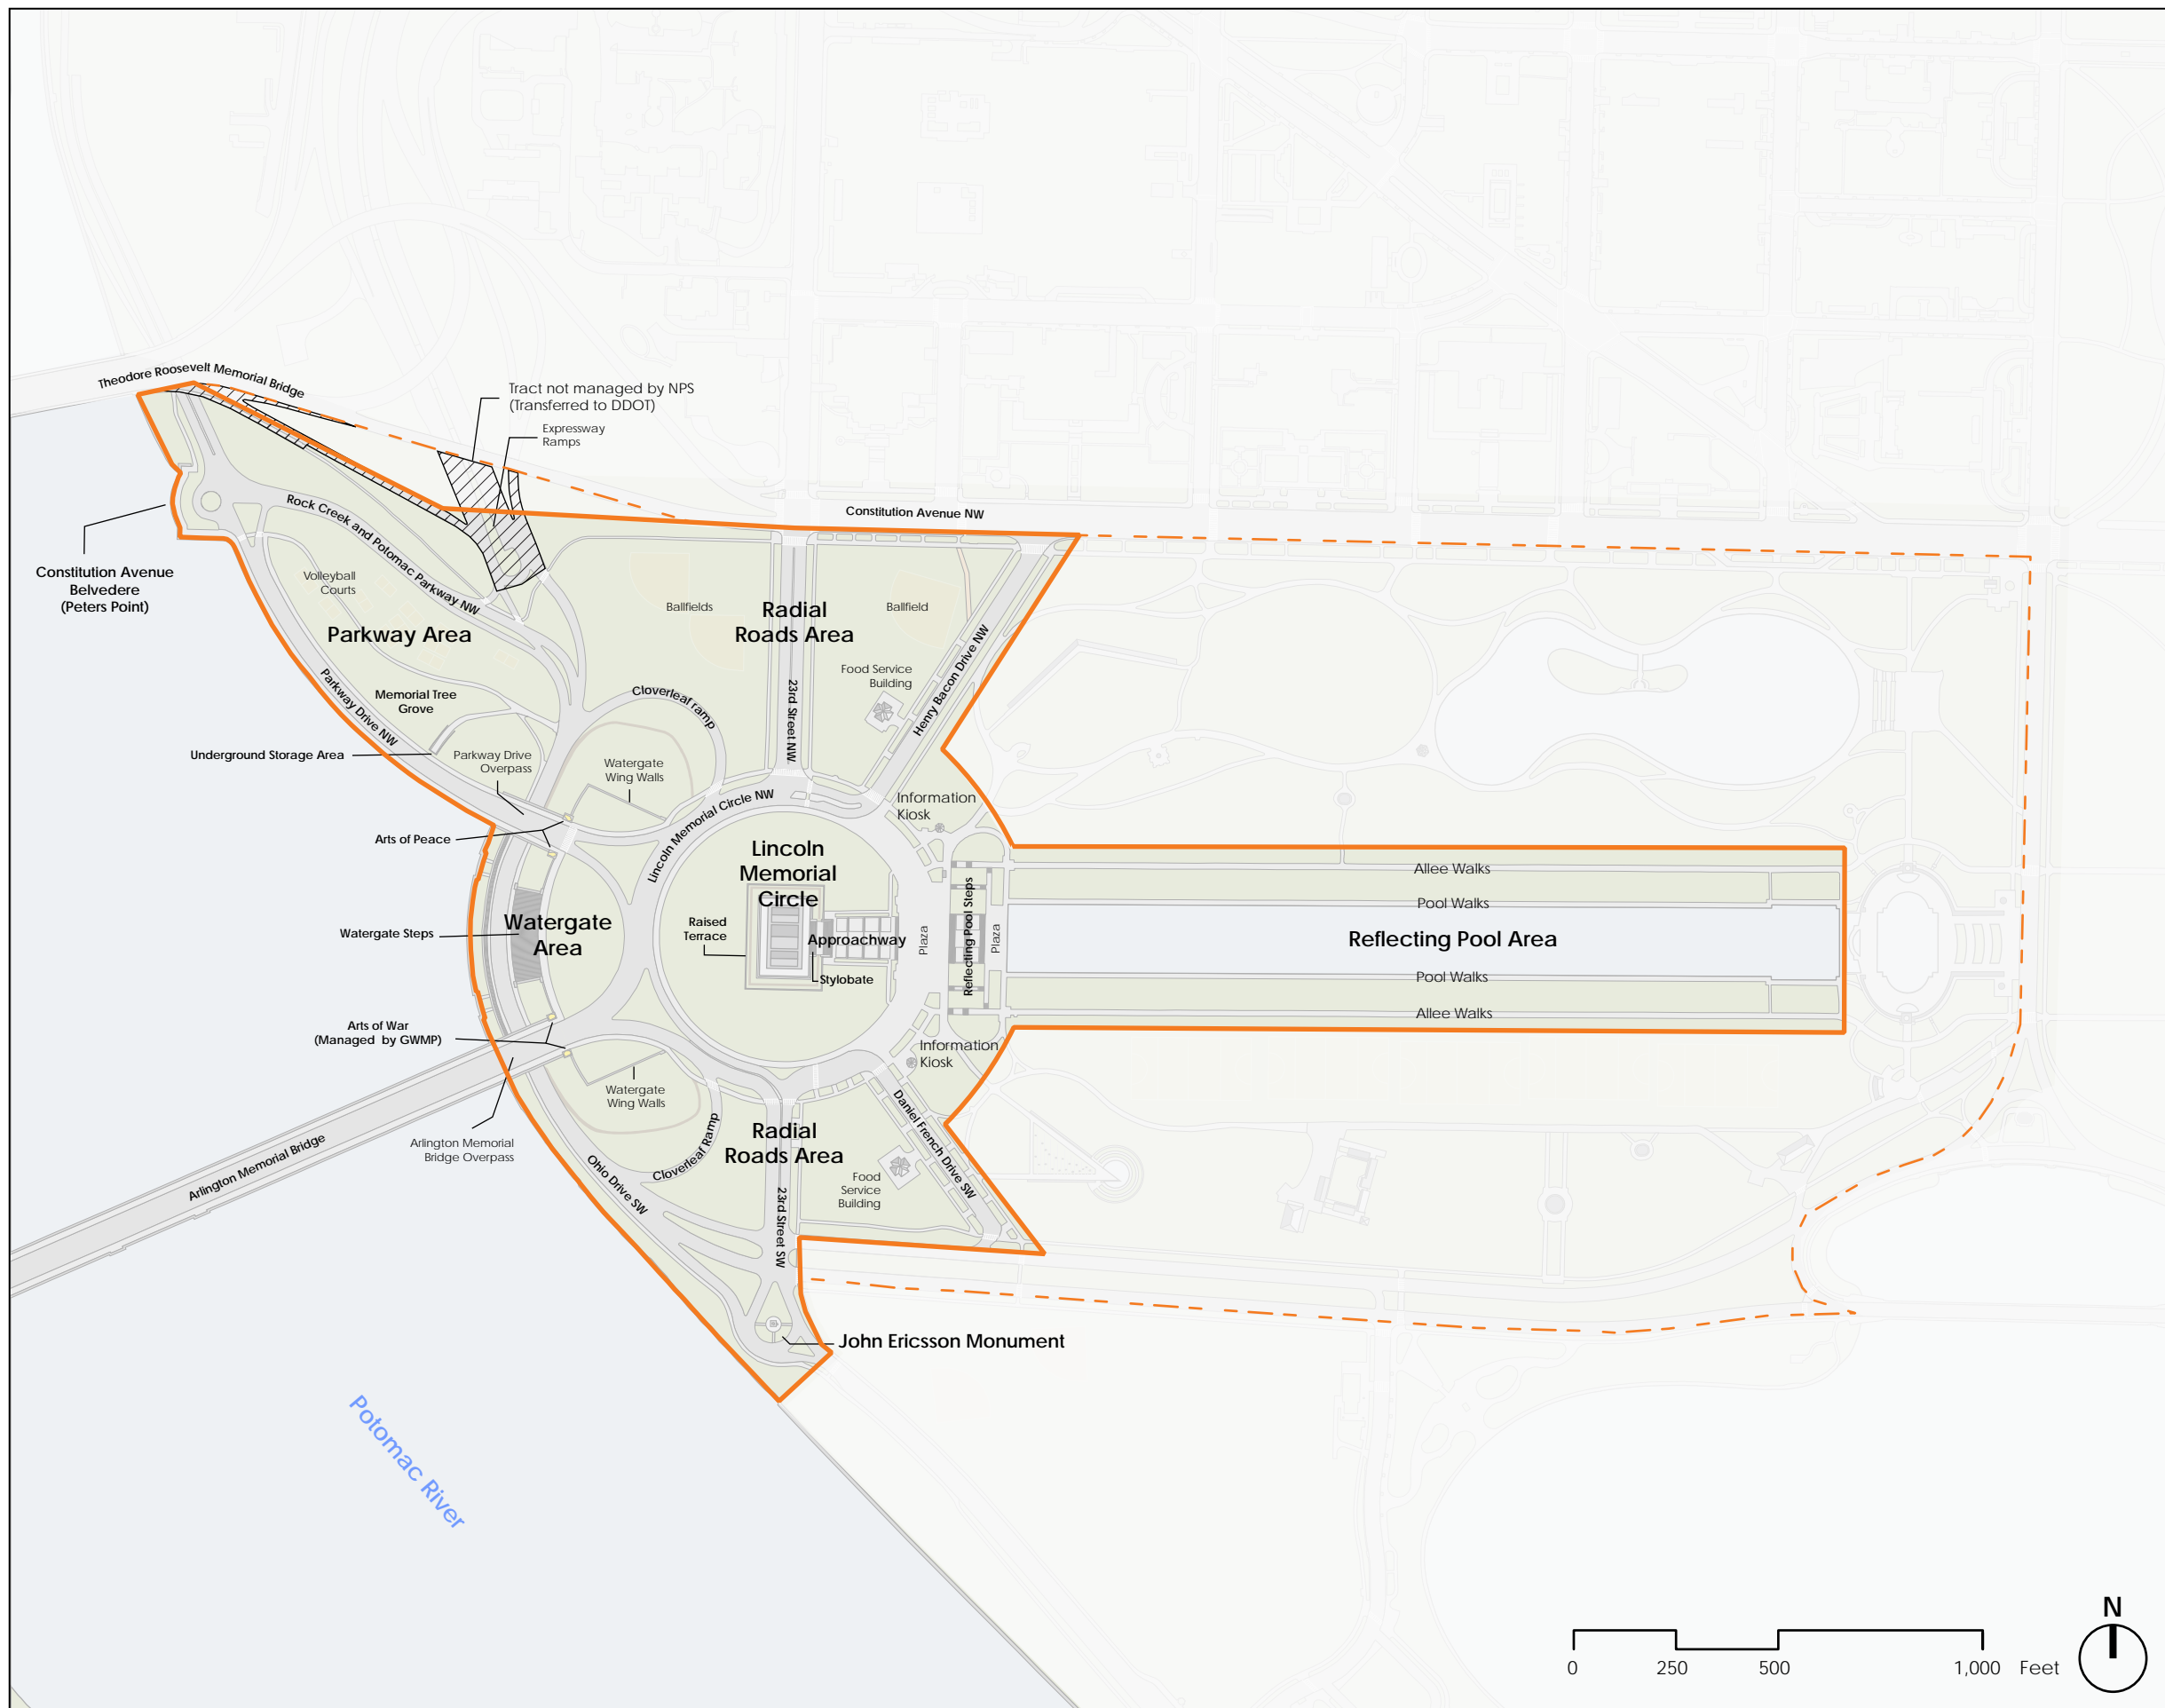 Theodore Roosevelt Memorial Bridge
Tract not managed by NPS
(Transferred to DDOT)
Expressway
Ramps
Constitution Avenue NW
Rock Creek and Potomac Parkway NW
Constitution Avenue
Belvedere
(Peters Point)
Volleyball
Courts
Parkway Area
Ballfields
Radial
Roads Area
Ballfield
Food Service
Building
Henry Bacon Drive NW
23rd Street NW
Cloverleaf ramp
Memorial Tree
Grove
Parkway Drive NW
Underground Storage Area
Parkway Drive
Overpass
Watergate
Wing Walls
Lincoln Memorial Circle NW
Information
Kiosk
Arts of Peace
Lincoln
Memorial
Circle
Allee Walks
Pool Walks
Watergate Steps
Watergate
Area
Raised
Terrace
Approachway
Plaza
Reflecting Pool Steps
Plaza
Reflecting Pool Area
Stylobate
Pool Walks
Allee Walks
Arts of War
(Managed by GWMP)
Information
Kiosk
Watergate
Wing Walls
Arlington Memorial
Bridge Overpass
Arlington Memorial Bridge
Cloverleaf Ramp
Radial
Roads Area
Daniel French Drive SW
Ohio Drive SW
Food
Service
Building
23rd Street SW
John Ericsson Monument
Potomac River
N
0 250 500 1,000 Feet